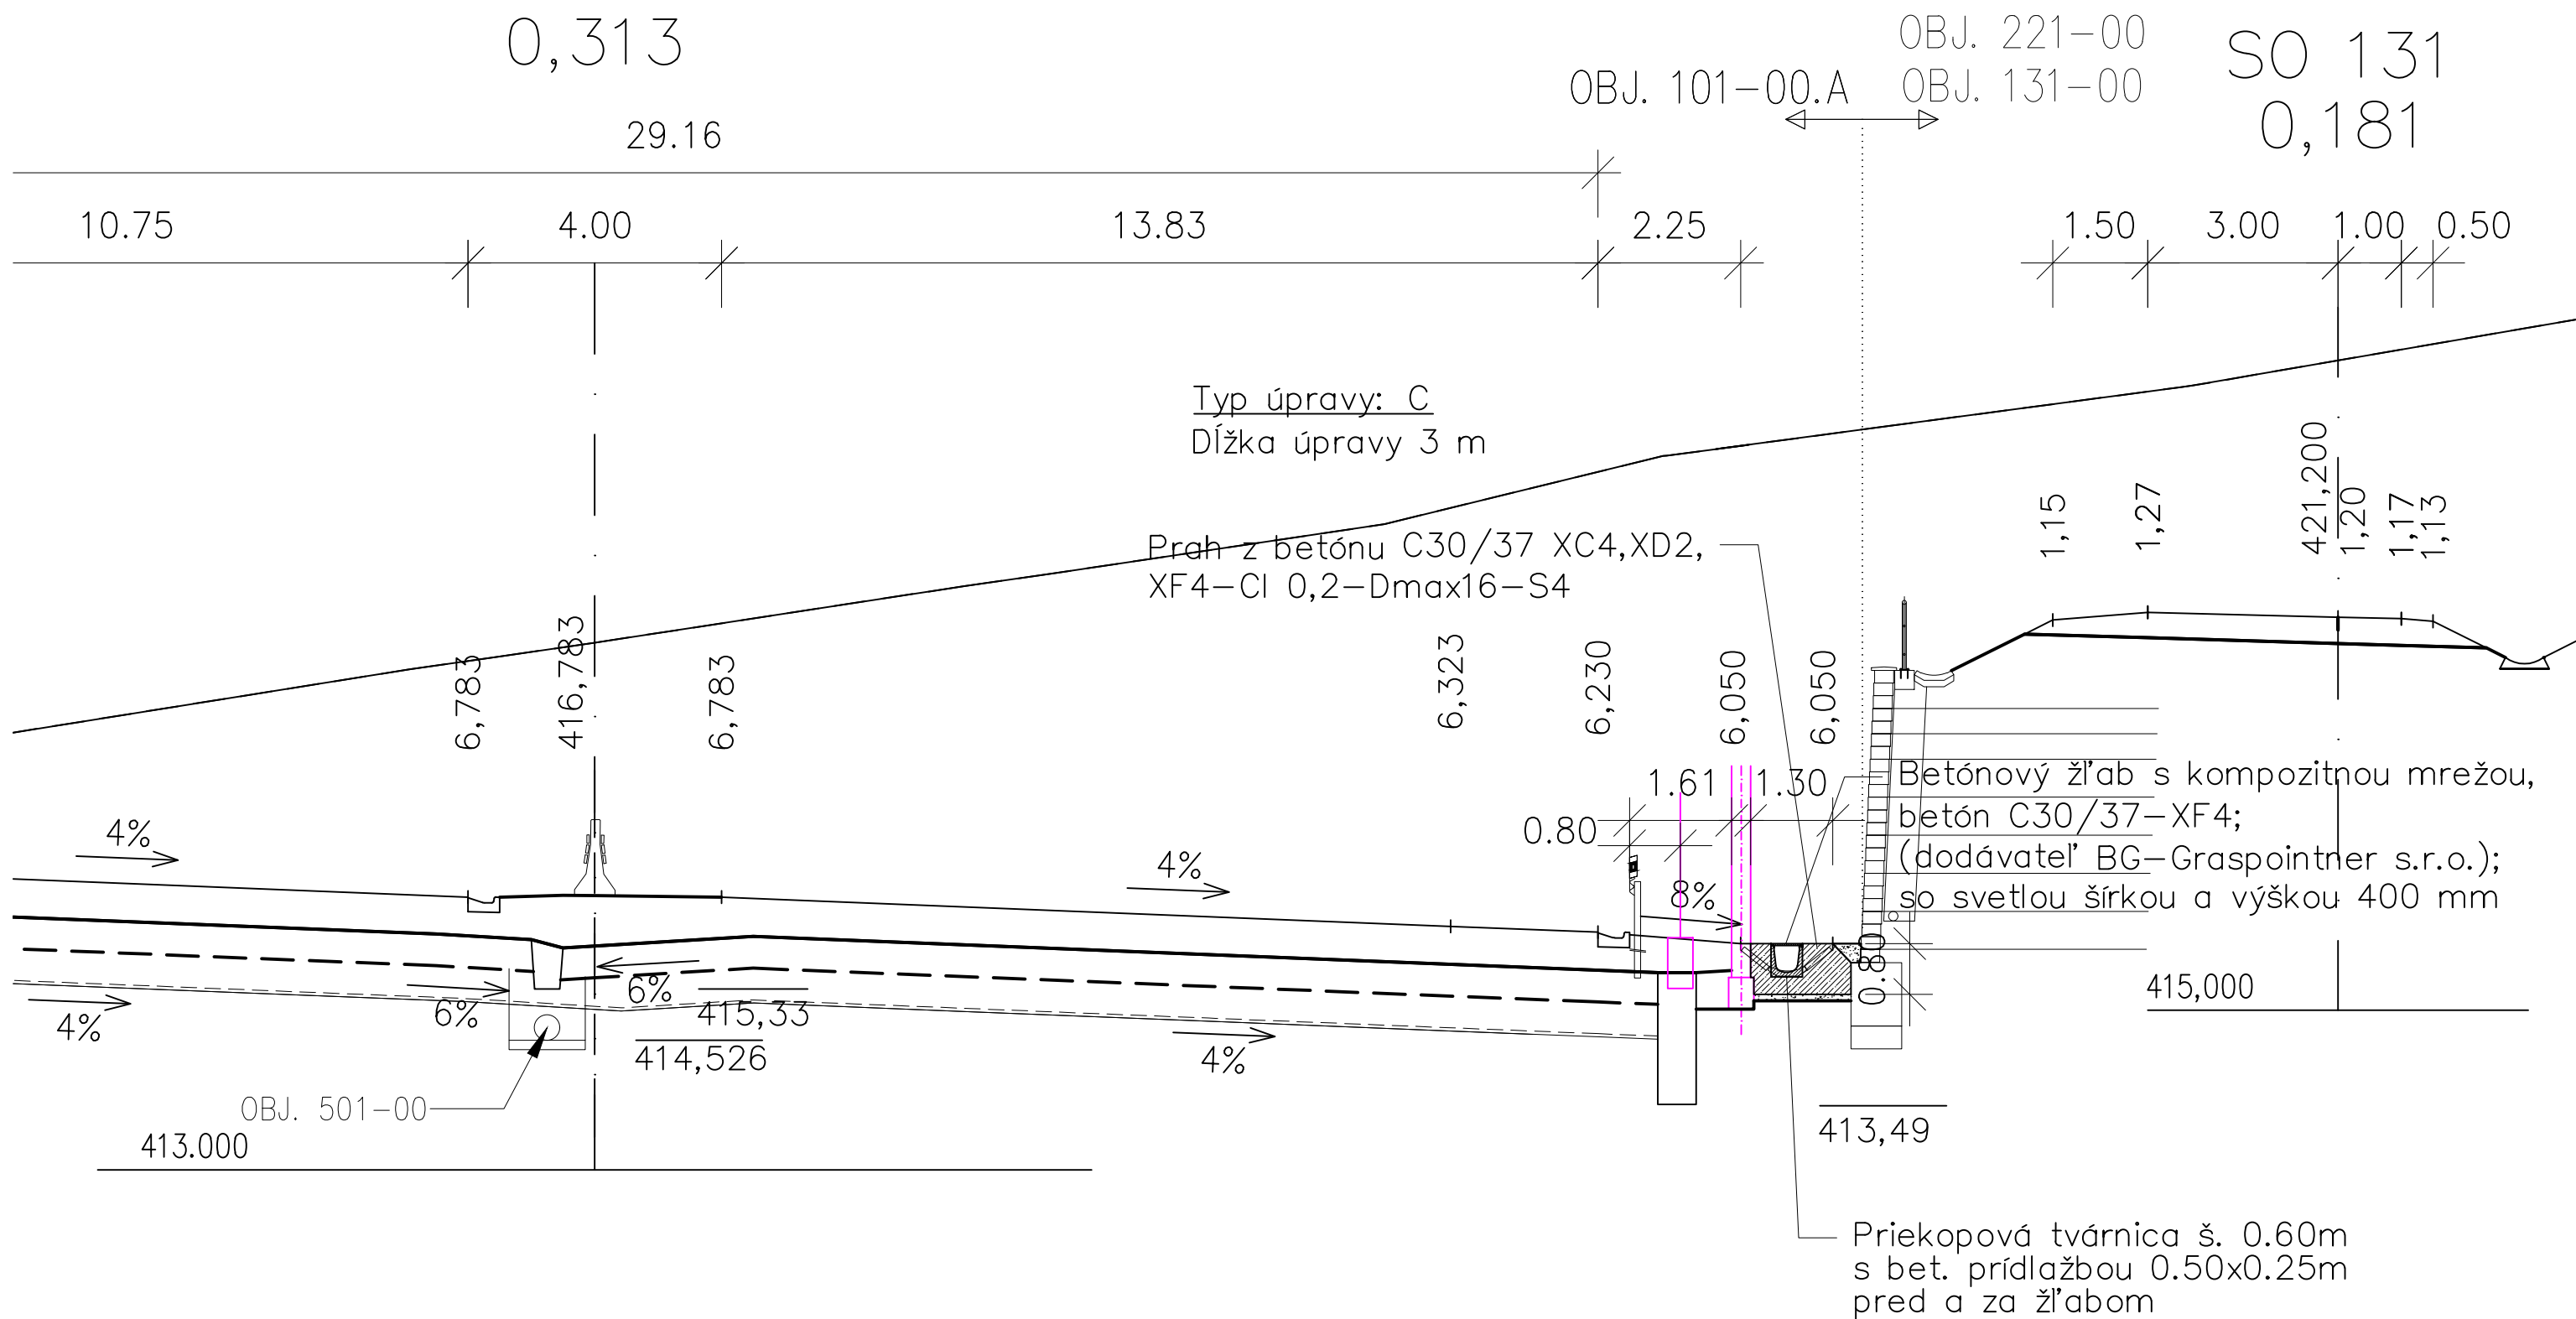 0,313
OBJ. 221-00
OBJ. 101-00.A
OBJ. 131-00
SO 131
0,181
29.16
10.75
4.00
13.83
2.25
1.50
3.00
1.00
0.50
Typ úpravy: C
Dĺžka úpravy 3 m
Prah z betónu C30/37 XC4,XD2,
XF4-Cl 0,2-Dmax16-S4
1,15
1,27
421,200
1,20
1,17
1,13
6,783
416,783
6,783
6,323
6,230
6,050
6,050
1.61
1.30
0.80
Betónový žľab s kompozitnou mrežou,
betón C30/37-XF4;
(dodávateľ BG-Graspointner s.r.o.);
so svetlou šírkou a výškou 400 mm
4%
4%
8%
0.80
6%
6%
4%
4%
415,33
414,526
415,000
OBJ. 501-00
413.000
413,49
Priekopová tvárnica š. 0.60m
s bet. prídlažbou 0.50x0.25m
pred a za žľabom